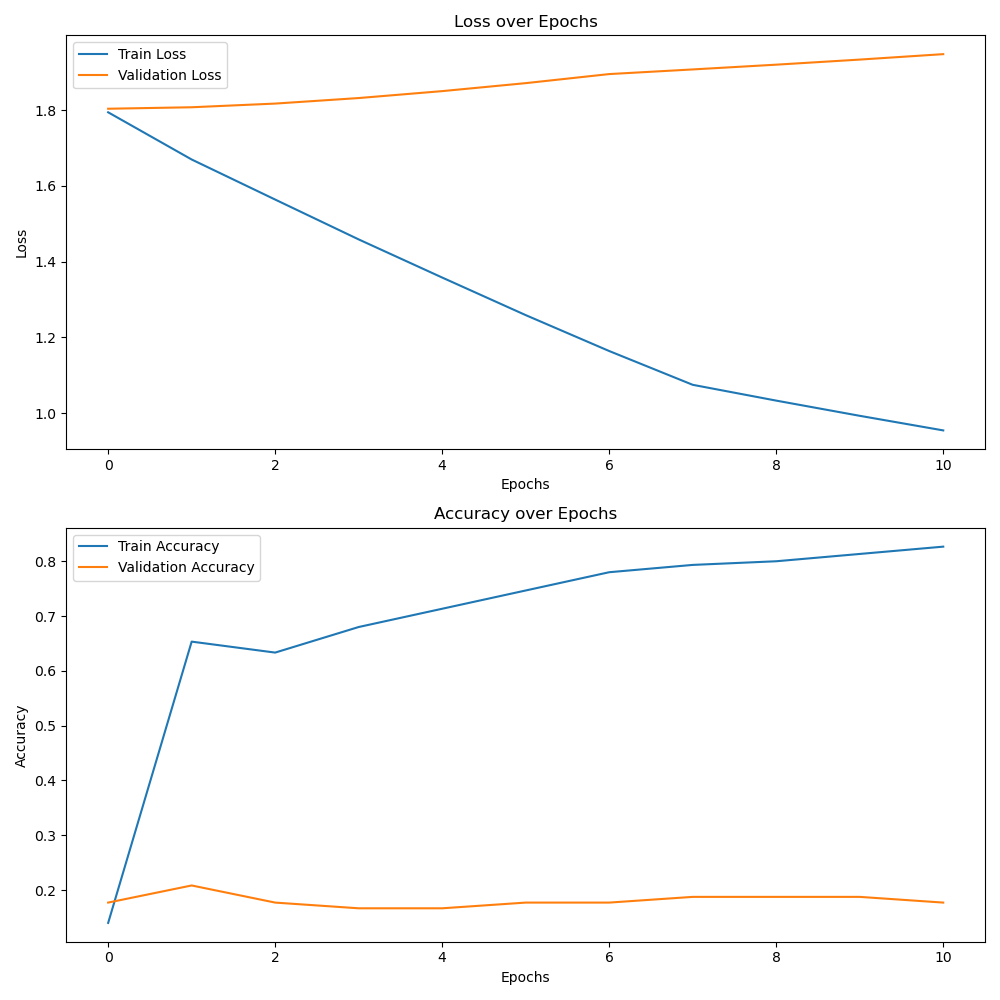 Loss over Epochs
Train Loss
Validation Loss
1.8
1.6
1.4
1.2
1.0
Loss
0 2 4 6 8 10
Epochs
Accuracy over Epochs
Train Accuracy
Validation Accuracy
0.8
0.7
0.6
0.5
0.4
0.3
0.2
Accuracy
0 2 4 6 8 10
Epochs